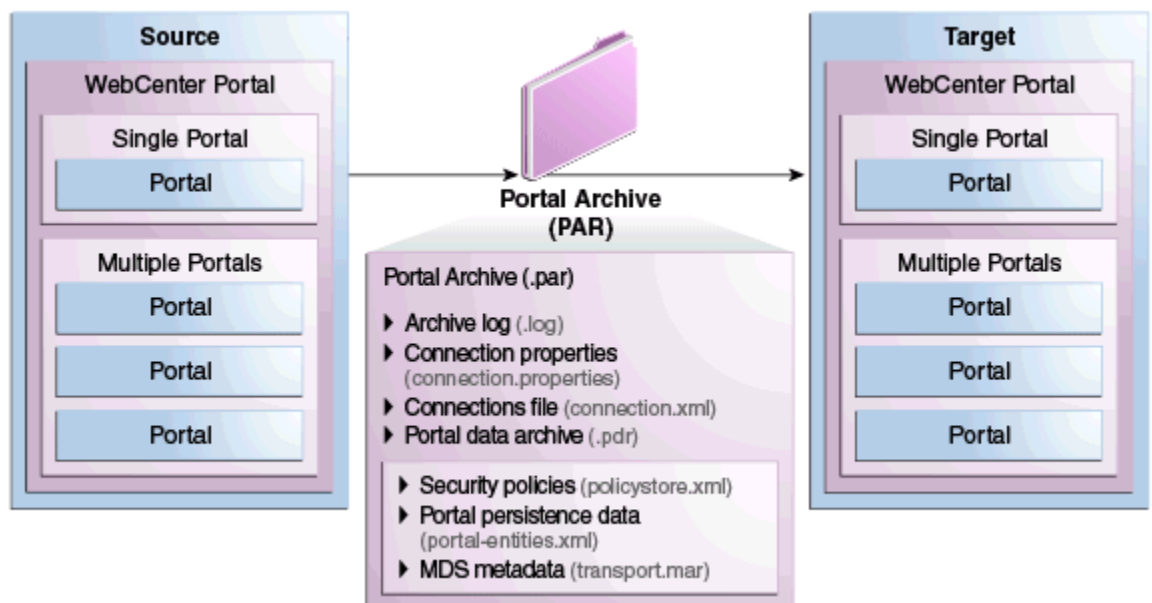 Source
WebCenter Portal
Single Portal
Portal
Multiple Portals
Portal
Portal
Portal
Portal Archive
(PAR)
Portal Archive (.par)
Archive log (.log)
Connection properties
(connection.properties)
Connections file (connection.xml)
Portal data archive (.pdr)
Security policies (policystore.xml)
Portal persistence data
(portal-entities.xml)
MDS metadata (transport.mar)
Target
WebCenter Portal
Single Portal
Portal
Multiple Portals
Portal
Portal
Portal